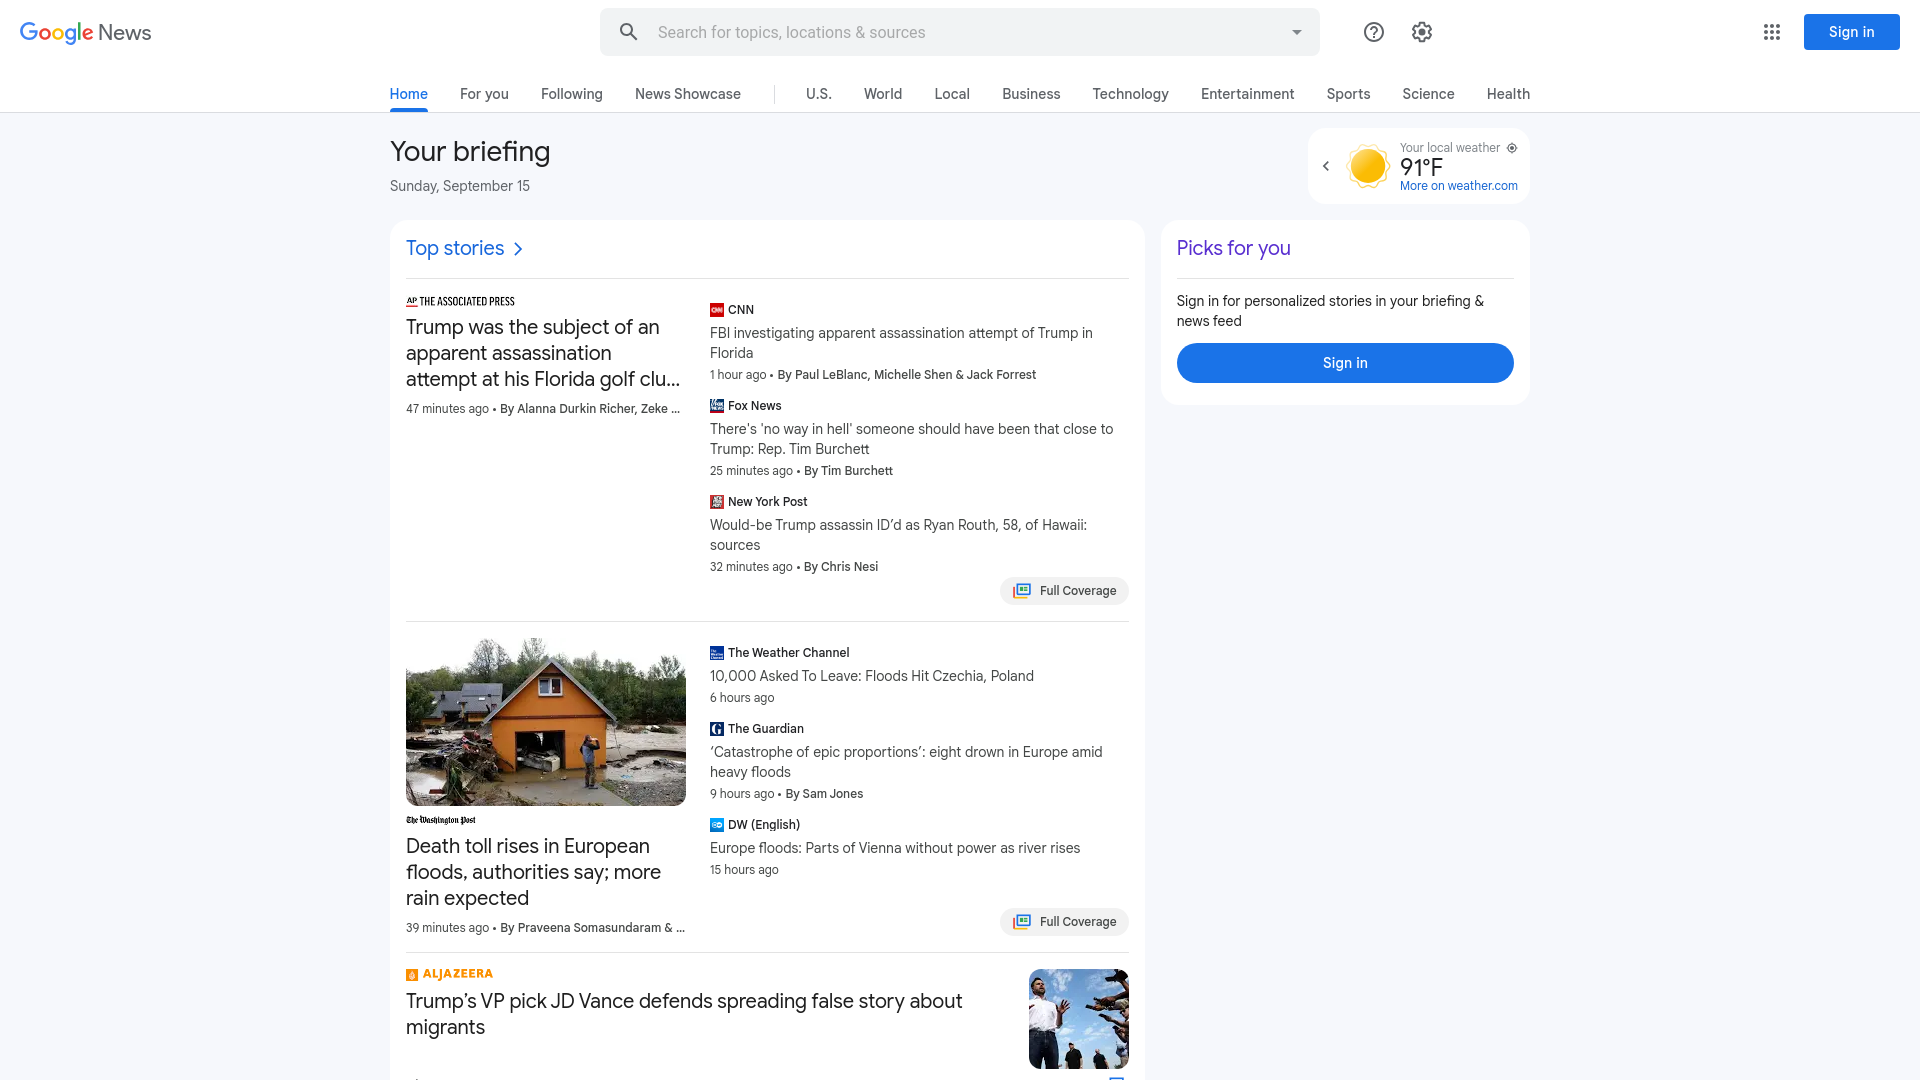 Google News
Search for topics, locations & sources
Sign in
Home
For you
Following
News Showcase
U.S.
World
Local
Business
Technology
Entertainment
Sports
Science
Health
Your briefing
Sunday, September 15
Your local weather
91°F
More on weather.com
Top stories
AP THE ASSOCIATED PRESS
Trump was the subject of an
apparent assassination
attempt at his Florida golf clu...
47 minutes ago • By Alanna Durkin Richer, Zeke ...
CNN
FBI investigating apparent assassination attempt of Trump in
Florida
1 hour ago • By Paul LeBlanc, Michelle Shen & Jack Forrest
Fox News
There's 'no way in hell' someone should have been that close to
Trump: Rep. Tim Burchett
25 minutes ago • By Tim Burchett
New York Post
Would-be Trump assassin ID’d as Ryan Routh, 58, of Hawaii:
sources
32 minutes ago • By Chris Nesi
Full Coverage
The Washington Post
Death toll rises in European
floods, authorities say; more
rain expected
39 minutes ago • By Praveena Somasundaram & ...
The Weather Channel
10,000 Asked To Leave: Floods Hit Czechia, Poland
6 hours ago
The Guardian
‘Catastrophe of epic proportions’: eight drown in Europe amid
heavy floods
9 hours ago • By Sam Jones
DW (English)
Europe floods: Parts of Vienna without power as river rises
15 hours ago
Full Coverage
ALJAZEERA
Trump’s VP pick JD Vance defends spreading false story about
migrants
Picks for you
Sign in for personalized stories in your briefing &
news feed
Sign in